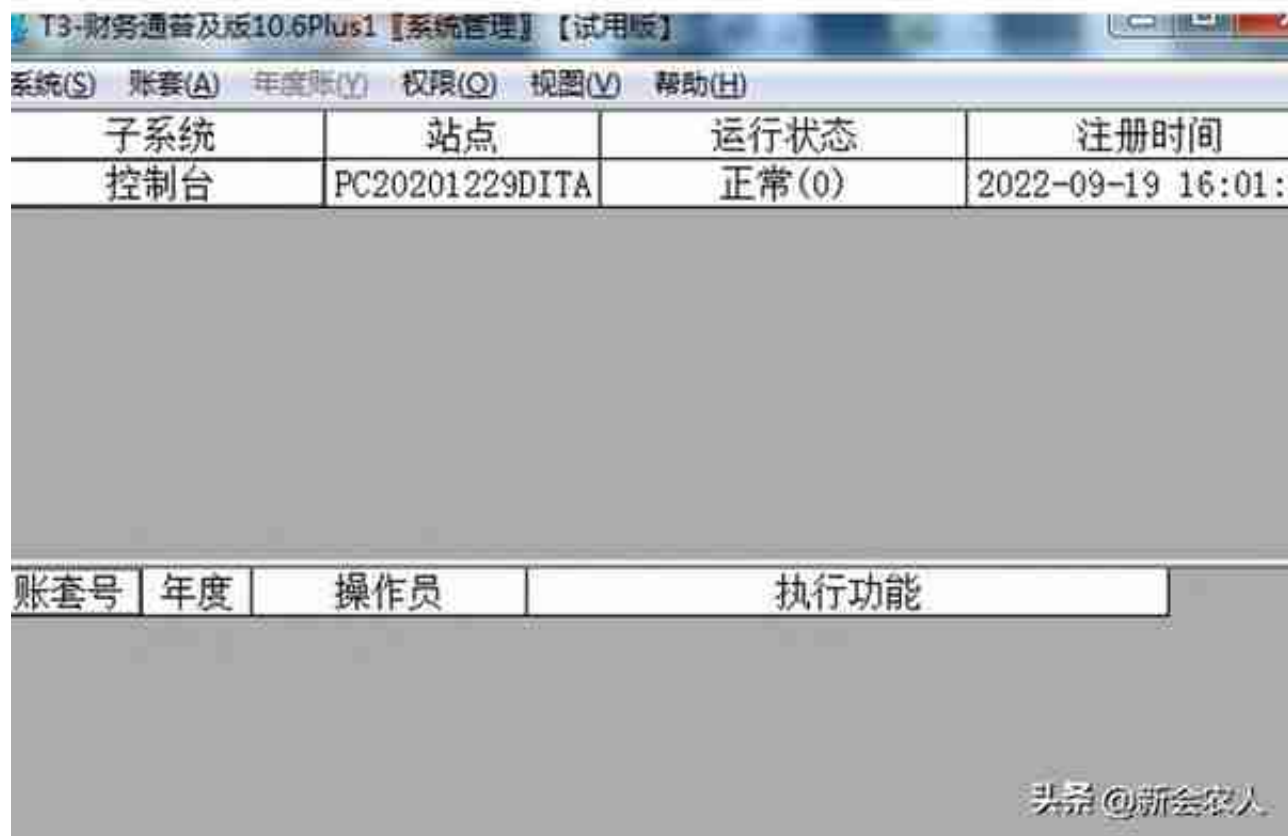 T3-财务通普及版10.6Plus1〖系统管理〗【试用版】
系统(S) 账套(A) 年度账(Y) 权限(O) 视图(V) 帮助(H)
子系统 站点 运行状态 注册时间
控制台 PC20201229DITA 正常(0) 2022-09-19 16:01:
账套号 年度 操作员 执行功能
头条 @新会农人